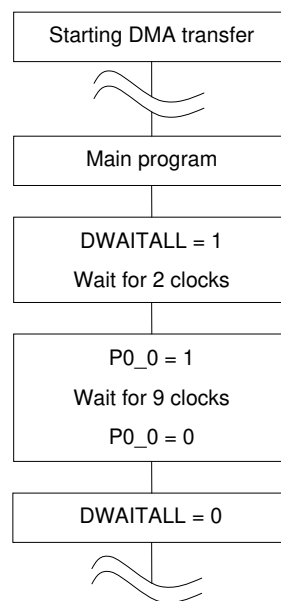 Starting DMA transfer
Main program
DWAITALL = 1
Wait for 2 clocks
P0_0 = 1
Wait for 9 clocks
P0_0 = 0
DWAITALL = 0